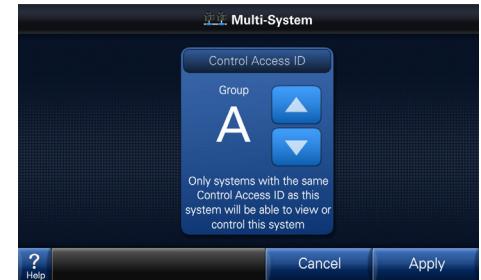 Multi-System
Control Access ID
Group
A
Only systems with the same
Control Access ID as this
system will be able to view or
control this system
?
Help
Cancel
Apply